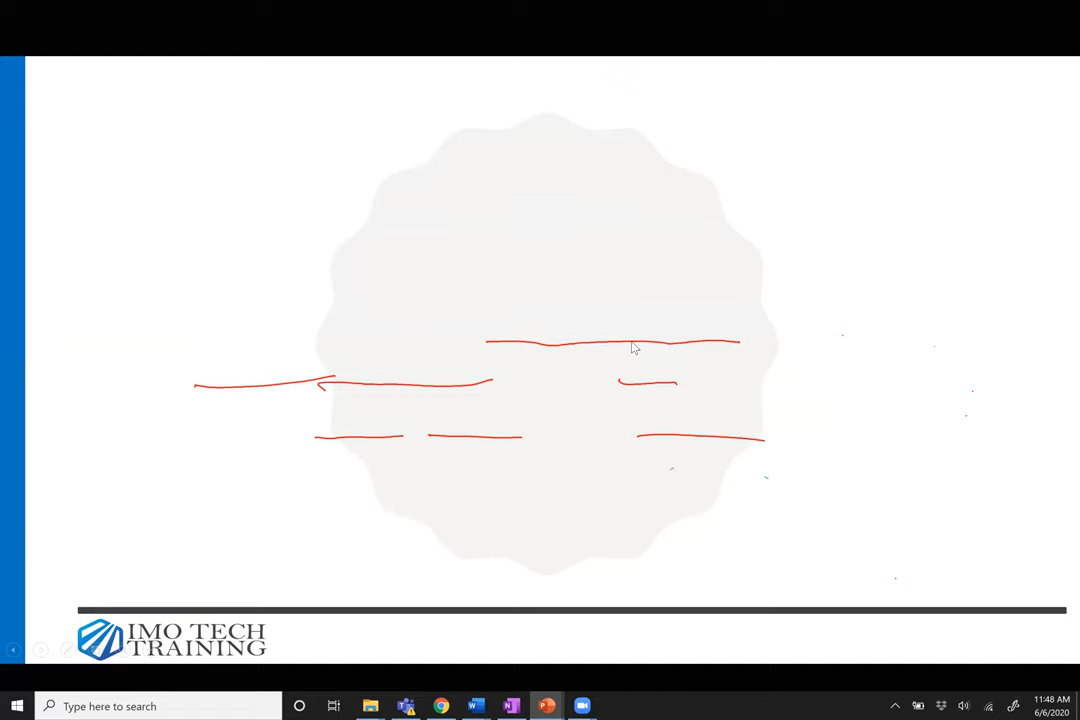 IMO TECH
TRAINING
Type here to search
11:48 AM
6/6/2020